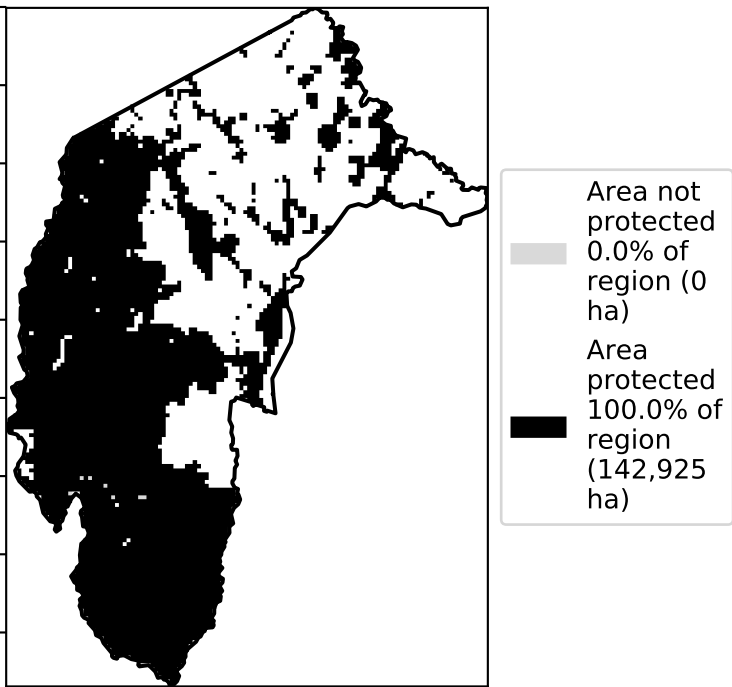 Area not
protected
0.0% of
region (0
ha)
Area
protected
100.0% of
region
(142,925
ha)